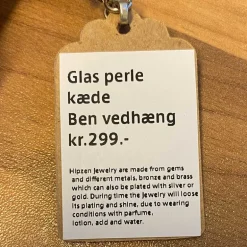 Glas perle
kæde
Ben vedhæng
kr.299.-
Hipzen Jewelry are made from gems
and different metals, bronze and brass
which can also be plated with silver or
gold. During time the jewelry will loose
its plating and shine, due to wearing
conditions with parfume,
lotion, add and water.